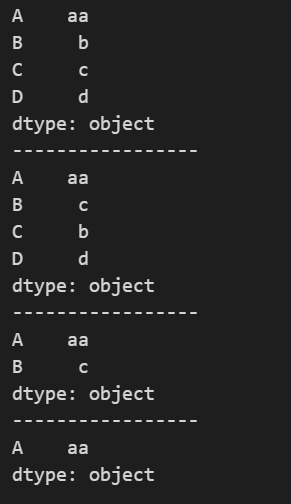 A    aa
B     b
C     c
D     d
dtype: object
-----------------
A    aa
B     c
C     b
D     d
dtype: object
-----------------
A    aa
B     c
dtype: object
-----------------
A    aa
dtype: object